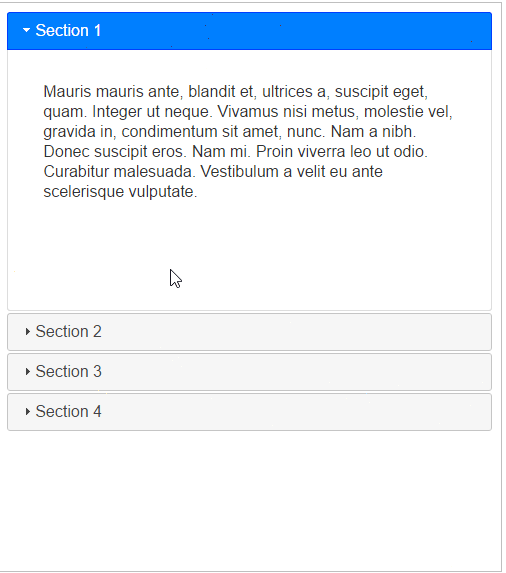 Section 1
Mauris mauris ante, blandit et, ultrices a, suscipit eget,
quam. Integer ut neque. Vivamus nisi metus, molestie vel,
gravida in, condimentum sit amet, nunc. Nam a nibh.
Donec suscipit eros. Nam mi. Proin viverra leo ut odio.
Curabitur malesuada. Vestibulum a velit eu ante
scelerisque vulputate.
Section 2
Section 3
Section 4